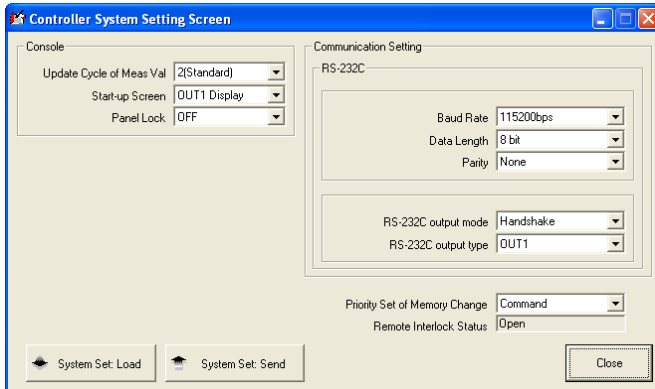 Controller System Setting Screen
Console
Update Cycle of Meas Val 2(Standard)
Start-up Screen OUT1 Display
Panel Lock OFF
Communication Setting
RS-232C
Baud Rate 115200bps
Data Length 8 bit
Parity None
RS-232C output mode Handshake
RS-232C output type OUT1
Priority Set of Memory Change Command
Remote Interlock Status Open
System Set: Load System Set: Send Close